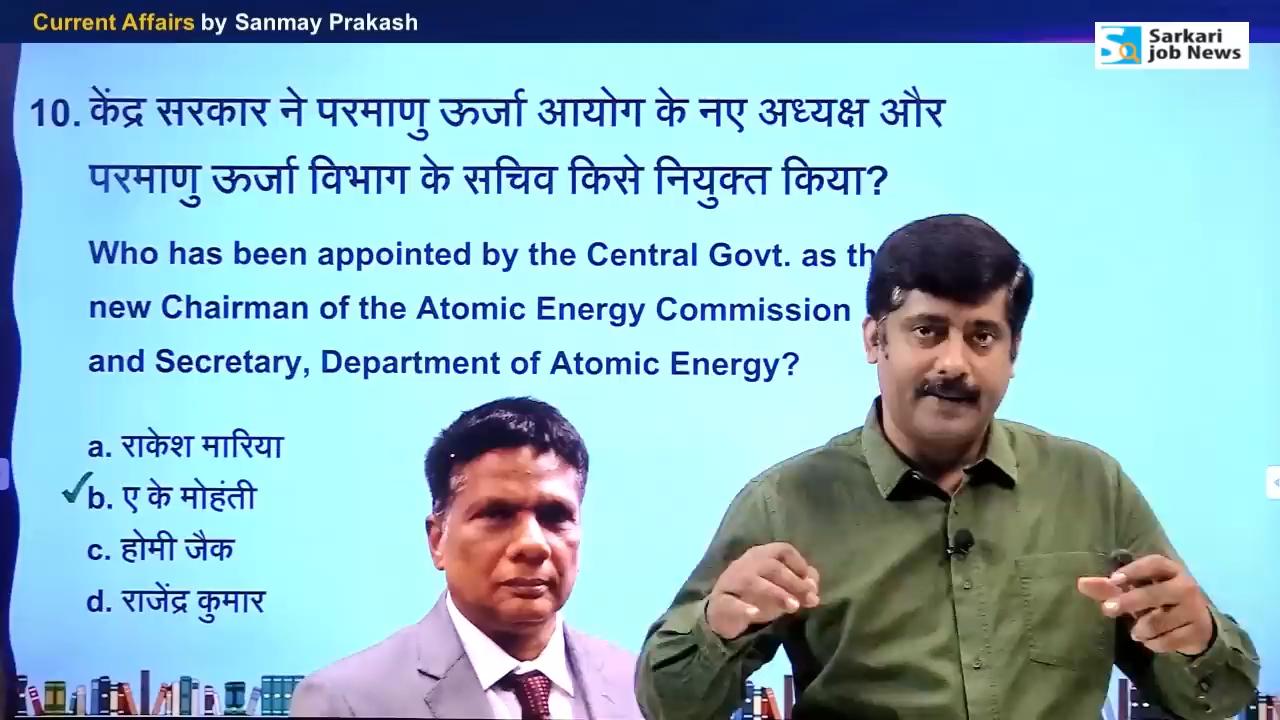 Current Affairs by Sanmay Prakash
Sarkari
job News
10. केंद्र सरकार ने परमाणु ऊर्जा आयोग के नए अध्यक्ष और
परमाणु ऊर्जा विभाग के सचिव किसे नियुक्त किया?
Who has been appointed by the Central Govt. as th
new Chairman of the Atomic Energy Commission
and Secretary, Department of Atomic Energy?
a. राकेश मारिया
b. ए के मोहंती
c. होमी जैक
d. राजेंद्र कुमार